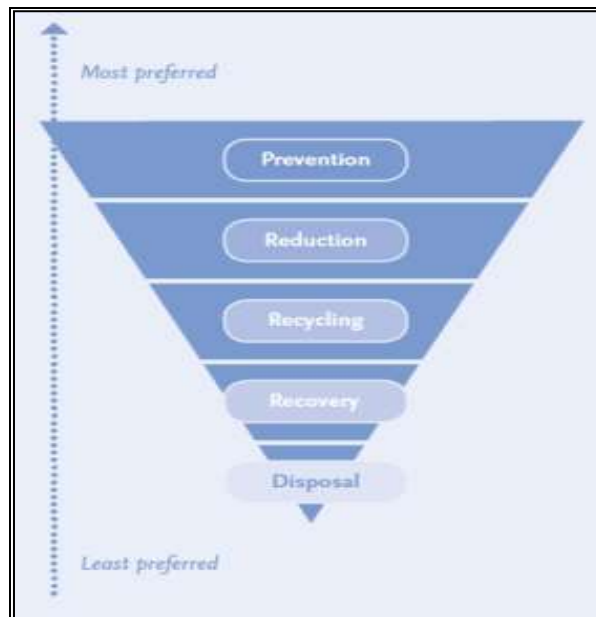 Most preferred
Prevention
Reduction
Recycling
Recovery
Disposal
Least preferred